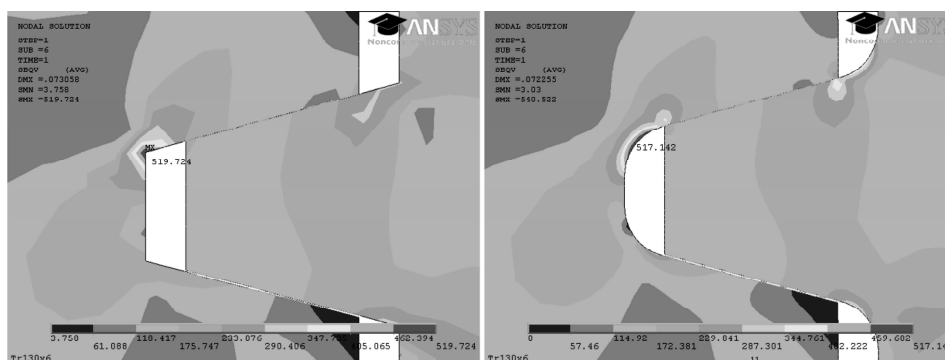 NODAL SOLUTION
STEP=1
SUB =6
TIME=1
SEQV (AVG)
DMX =.073058
SMN =3.758
SMX =519.724
ANSYS
MX
519.724
3.758
61.088
110.417
175.747
233.076
290.406
405.065
462.394
519.724
Tr130x6
NODAL SOLUTION
STEP=1
SUB =6
TIME=1
SEQV (AVG)
DMX =.072255
SMN =3.03
SMX =540.522
ANSYS
517.142
0
57.46
114.92
172.381
229.841
287.301
344.761
402.222
459.602
517.14
Tr130x6